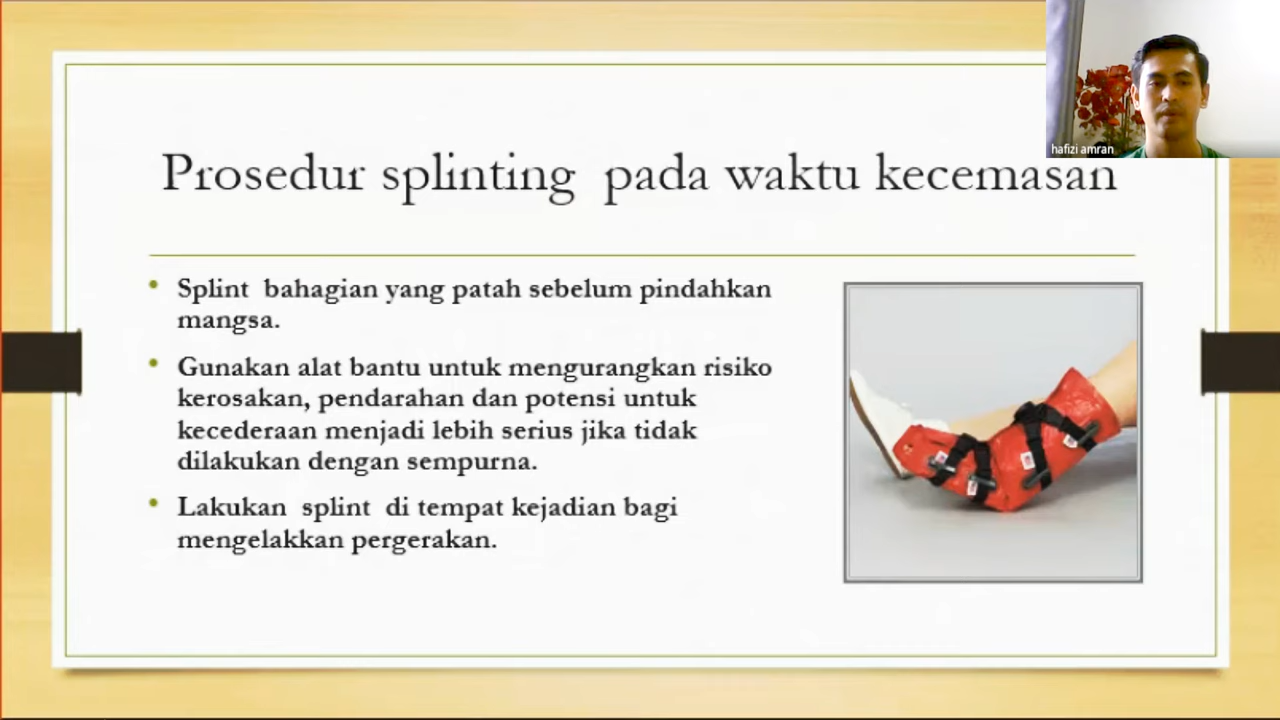 hafizi amran
Prosedur splinting pada waktu kecemasan
• Splint bahagian yang patah sebelum pindahkan
mangsa.
• Gunakan alat bantu untuk mengurangkan risiko
kerosakan, pendarahan dan potensi untuk
kecederaan menjadi lebih serius jika tidak
dilakukan dengan sempurna.
• Lakukan splint di tempat kejadian bagi
mengelakkan pergerakan.